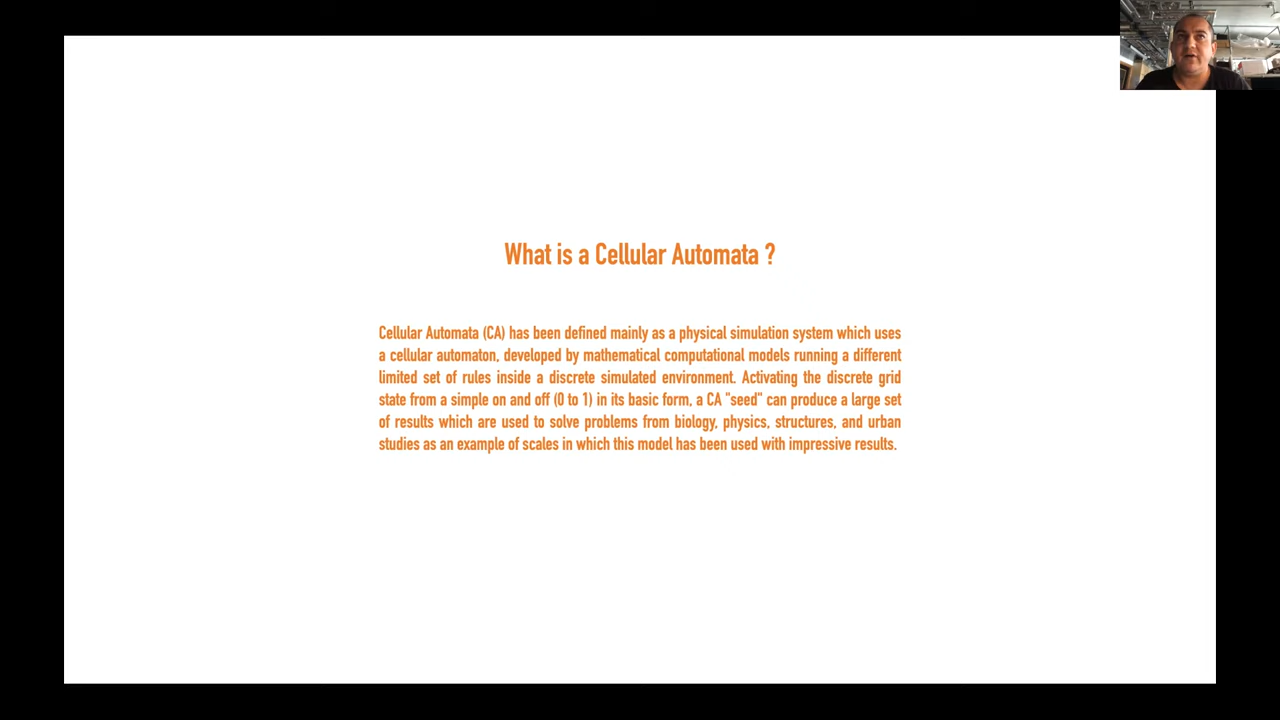 What is a Cellular Automata ?
Cellular Automata (CA) has been defined mainly as a physical simulation system which uses
a cellular automaton, developed by mathematical computational models running a different
limited set of rules inside a discrete simulated environment. Activating the discrete grid
state from a simple on and off (0 to 1) in its basic form, a CA "seed" can produce a large set
of results which are used to solve problems from biology, physics, structures, and urban
studies as an example of scales in which this model has been used with impressive results.